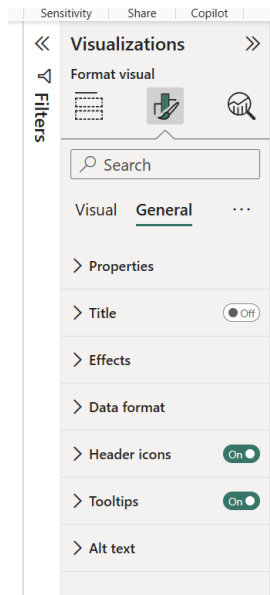 Sensitivity Share Copilot
Visualizations
Format visual
Filters
Search
Visual General ...
Properties
Title Off
Effects
Data format
Header icons On
Tooltips On
Alt text